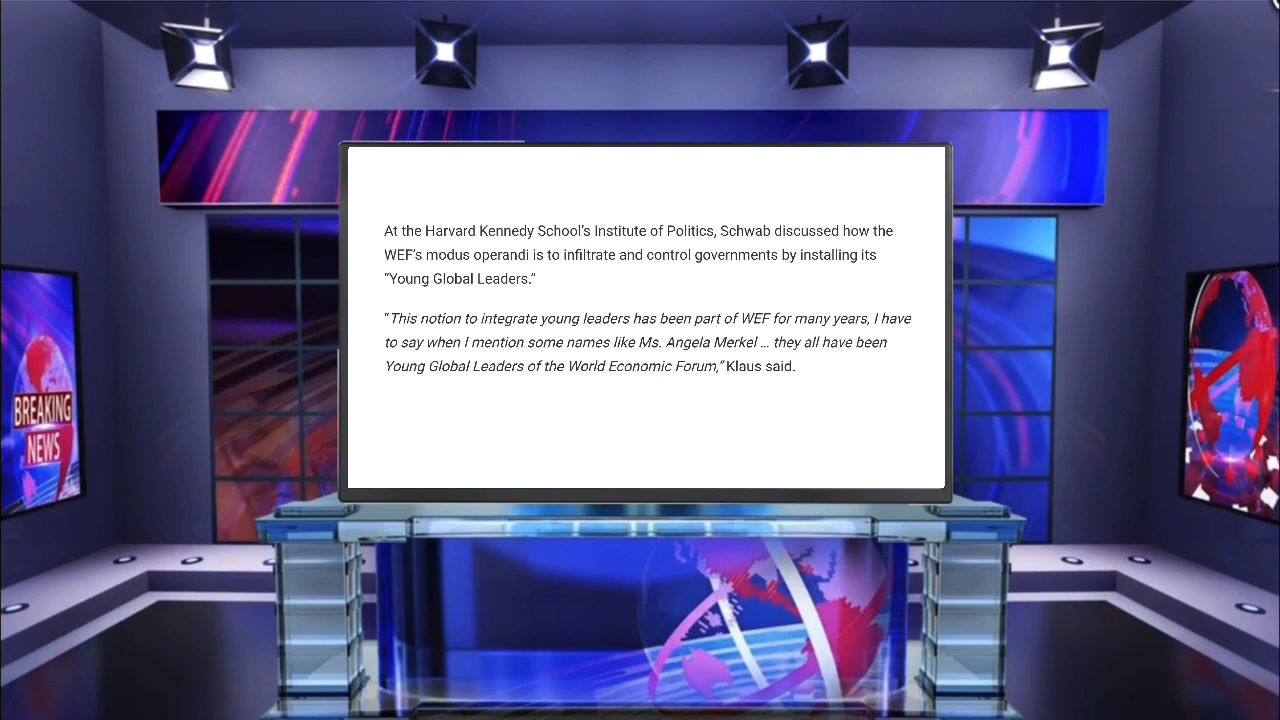 At the Harvard Kennedy School’s Institute of Politics, Schwab discussed how the
WEF’s modus operandi is to infiltrate and control governments by installing its
“Young Global Leaders.”
“This notion to integrate young leaders has been part of WEF for many years, I have
to say when I mention some names like Ms. Angela Merkel … they all have been
Young Global Leaders of the World Economic Forum,” Klaus said.
BREAKING
NEWS